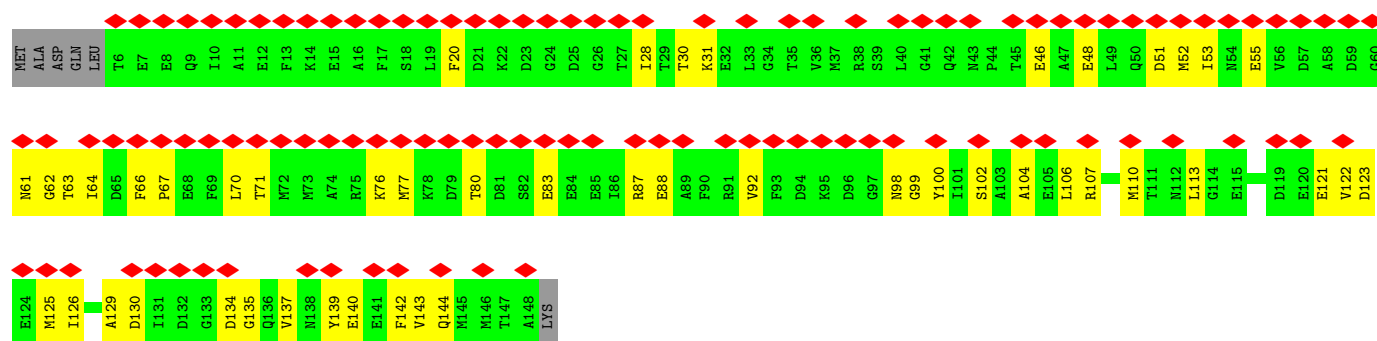 MET ALA ASP GLN LEU T6 E7 E8 Q9 I10 A11 E12 F13 K14 E15 A16 F17 S18 L19 F20 D21 K22 D23 G24 D25 G26 T27 I28 T29 T30 K31 E32 L33 G34 T35 V36 M37 R38 S39 L40 G41 Q42 N43 P44 T45 E46 A47 E48 L49 Q50 D51 M52 I53 N54 E55 V56 D57 A58 D59 G60
N61 G62 T63 I64 D65 F66 P67 E68 F69 L70 T71 M72 M73 A74 R75 K76 M77 K78 D79 T80 D81 S82 E83 E84 E85 I86 R87 E88 A89 F90 R91 V92 F93 D94 K95 D96 G97 N98 G99 Y100 I101 S102 A103 A104 E105 L106 R107 M110 T111 N112 L113 G114 E115 D119 E120 E121 V122 D123
E124 M125 I126 A129 D130 I131 D132 G133 D134 G135 Q136 V137 N138 Y139 E140 E141 F142 V143 Q144 M145 M146 T147 A148 LYS